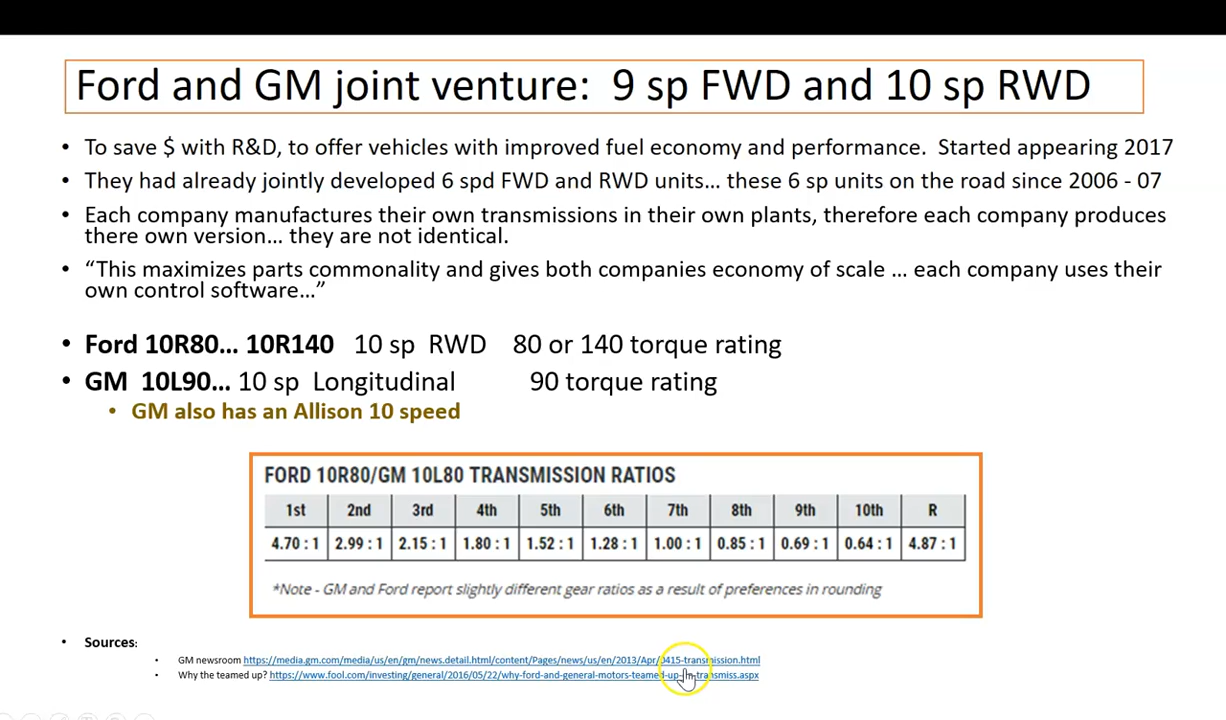 Ford and GM joint venture:  9 sp FWD and 10 sp RWD
• To save $ with R&D, to offer vehicles with improved fuel economy and performance.  Started appearing 2017
• They had already jointly developed 6 spd FWD and RWD units… these 6 sp units on the road since 2006 - 07
• Each company manufactures their own transmissions in their own plants, therefore each company produces
there own version… they are not identical.
• “This maximizes parts commonality and gives both companies economy of scale … each company uses their
own control software…”
• Ford 10R80… 10R140   10 sp  RWD    80 or 140 torque rating
• GM  10L90… 10 sp  Longitudinal          90 torque rating
• GM also has an Allison 10 speed
FORD 10R80/GM 10L80 TRANSMISSION RATIOS
1st 2nd 3rd 4th 5th 6th 7th 8th 9th 10th R
4.70 : 1 2.99 : 1 2.15 : 1 1.80 : 1 1.52 : 1 1.28 : 1 1.00 : 1 0.85 : 1 0.69 : 1 0.64 : 1 4.87 : 1
*Note - GM and Ford report slightly different gear ratios as a result of preferences in rounding
• Sources:
• GM newsroom https://media.gm.com/media/us/en/gm/news.detail.html/content/Pages/news/us/en/2013/Apr/0415-transmission.html
• Why the teamed up? https://www.fool.com/investing/general/2016/05/22/why-ford-and-general-motors-teamed-up-in-transmiss.aspx